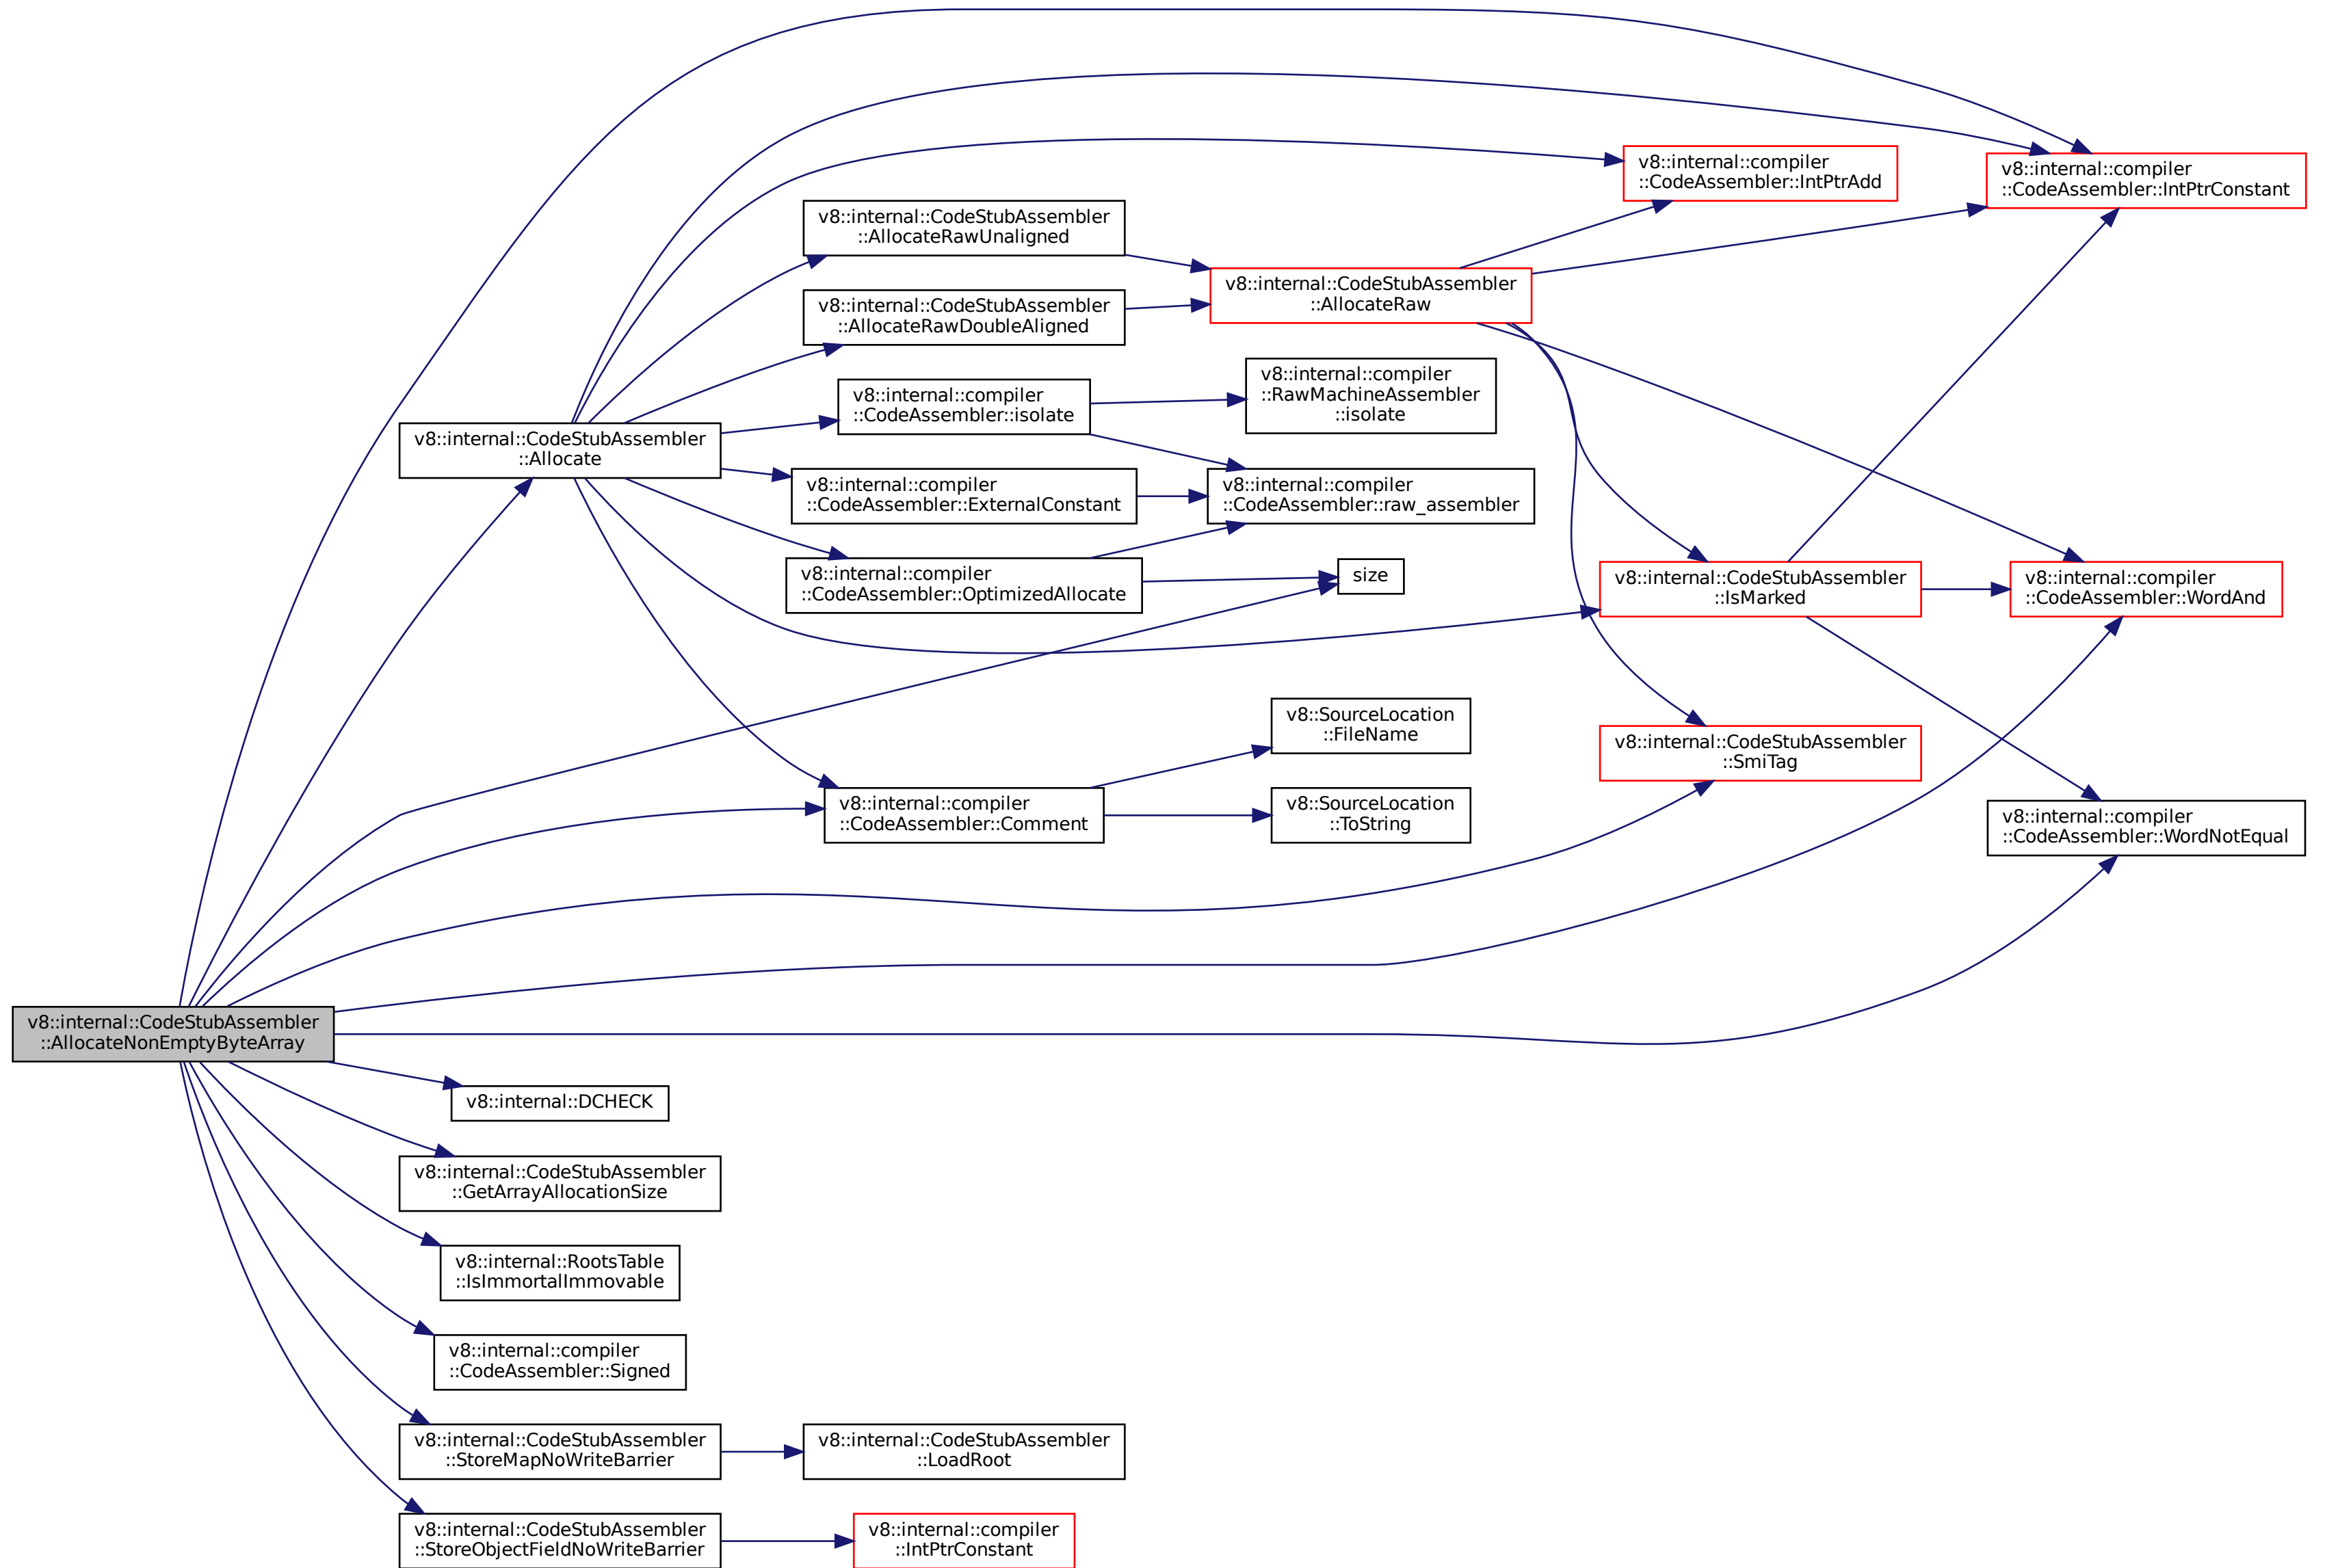 v8::internal::compiler
::CodeAssembler::IntPtrAdd
v8::internal::compiler
::CodeAssembler::IntPtrConstant
v8::internal::CodeStubAssembler
::AllocateRawUnaligned
v8::internal::CodeStubAssembler
::AllocateRaw
v8::internal::CodeStubAssembler
::AllocateRawDoubleAligned
v8::internal::compiler
::RawMachineAssembler
::isolate
v8::internal::compiler
::CodeAssembler::isolate
v8::internal::CodeStubAssembler
::Allocate
v8::internal::compiler
::CodeAssembler::ExternalConstant
v8::internal::compiler
::CodeAssembler::raw_assembler
v8::internal::compiler
::CodeAssembler::OptimizedAllocate
size
v8::internal::CodeStubAssembler
::IsMarked
v8::internal::compiler
::CodeAssembler::WordAnd
v8::SourceLocation
::FileName
v8::internal::CodeStubAssembler
::SmiTag
v8::internal::compiler
::CodeAssembler::Comment
v8::SourceLocation
::ToString
v8::internal::compiler
::CodeAssembler::WordNotEqual
v8::internal::CodeStubAssembler
::AllocateNonEmptyByteArray
v8::internal::DCHECK
v8::internal::CodeStubAssembler
::GetArrayAllocationSize
v8::internal::RootsTable
::IsImmortalImmovable
v8::internal::compiler
::CodeAssembler::Signed
v8::internal::CodeStubAssembler
::StoreMapNoWriteBarrier
v8::internal::CodeStubAssembler
::LoadRoot
v8::internal::CodeStubAssembler
::StoreObjectFieldNoWriteBarrier
v8::internal::compiler
::IntPtrConstant